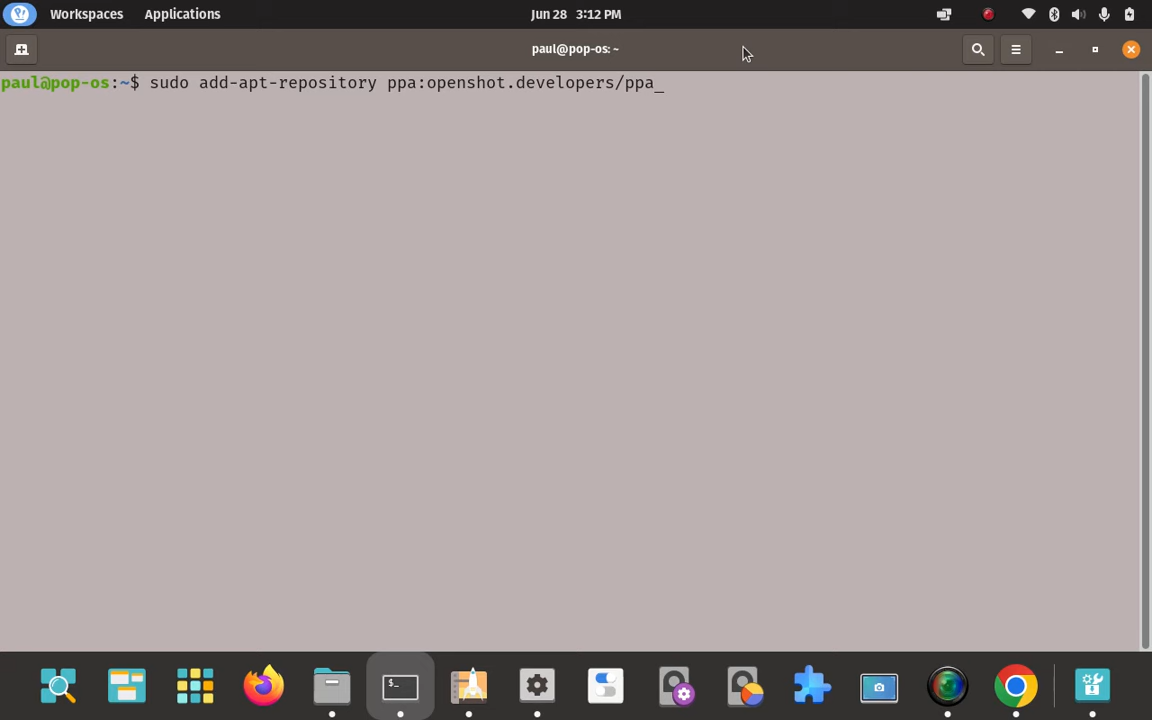 Workspaces Applications Jun 28 3:12 PM
paul@pop-os: ~
paul@pop-os:~$ sudo add-apt-repository ppa:openshot.developers/ppa_
$_